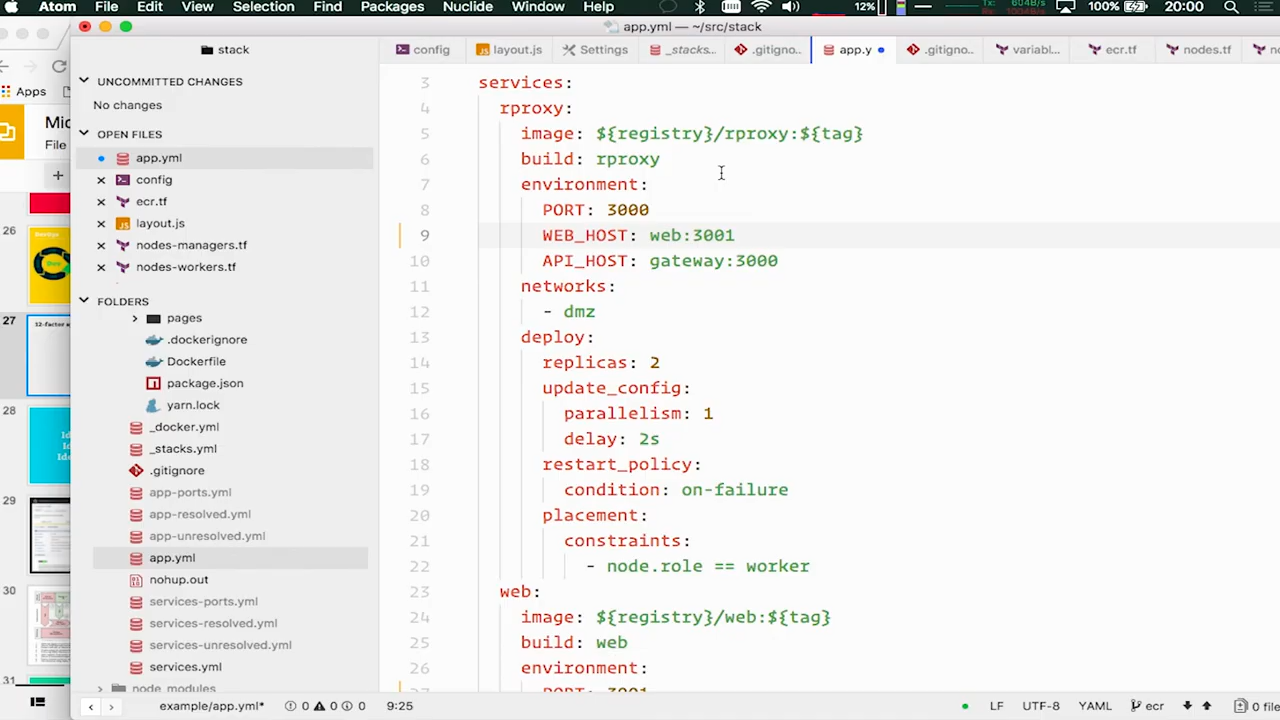 Atom File Edit View Selection Find Packages Nuclide Window Help 12% 100% 20:00
app.yml — ~/src/stack
stack
config layout.js Settings _stacks... .gitigno.. app.y .gitigno.. variabl... ecr.tf nodes.tf
UNCOMMITTED CHANGES
No changes
OPEN FILES
app.yml
config
ecr.tf
layout.js
nodes-managers.tf
nodes-workers.tf
FOLDERS
pages
.dockerignore
Dockerfile
package.json
yarn.lock
_docker.yml
_stacks.yml
.gitignore
app-ports.yml
app-resolved.yml
app-unresolved.yml
app.yml
nohup.out
services-ports.yml
services-resolved.yml
services-unresolved.yml
services.yml
node_modules
Apps
Mic
File
26
27
12-factor a
28
Ide
Ide
29
30
31
3 services:
4 rproxy:
5 image: ${registry}/rproxy:${tag}
6 build: rproxy
7 environment:
8 PORT: 3000
9 WEB_HOST: web:3001
10 API_HOST: gateway:3000
11 networks:
12 - dmz
13 deploy:
14 replicas: 2
15 update_config:
16 parallelism: 1
17 delay: 2s
18 restart_policy:
19 condition: on-failure
20 placement:
21 constraints:
22 - node.role == worker
23 web:
24 image: ${registry}/web:${tag}
25 build: web
26 environment:
27 PORT: 3001
example/app.yml* 0 0 0 9:25 LF UTF-8 YAML ecr 0 file